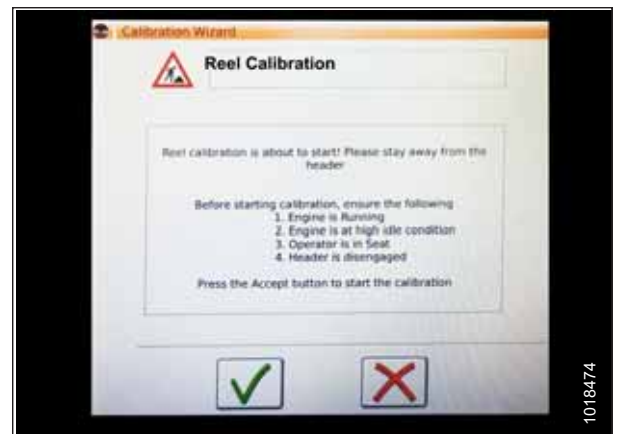 Calibration Wizard
Reel Calibration
Reel calibration is about to start! Please stay away from the
header
Before starting calibration, ensure the following
1. Engine is Running
2. Engine is at high idle condition
3. Operator is in Seat
4. Header is disengaged
Press the Accept button to start the calibration
1018474